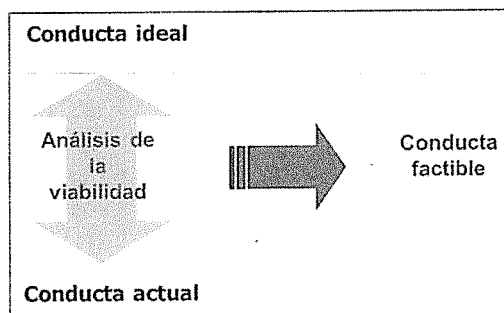 Conducta ideal
Análisis de
la
viabilidad
Conducta
factible
Conducta actual